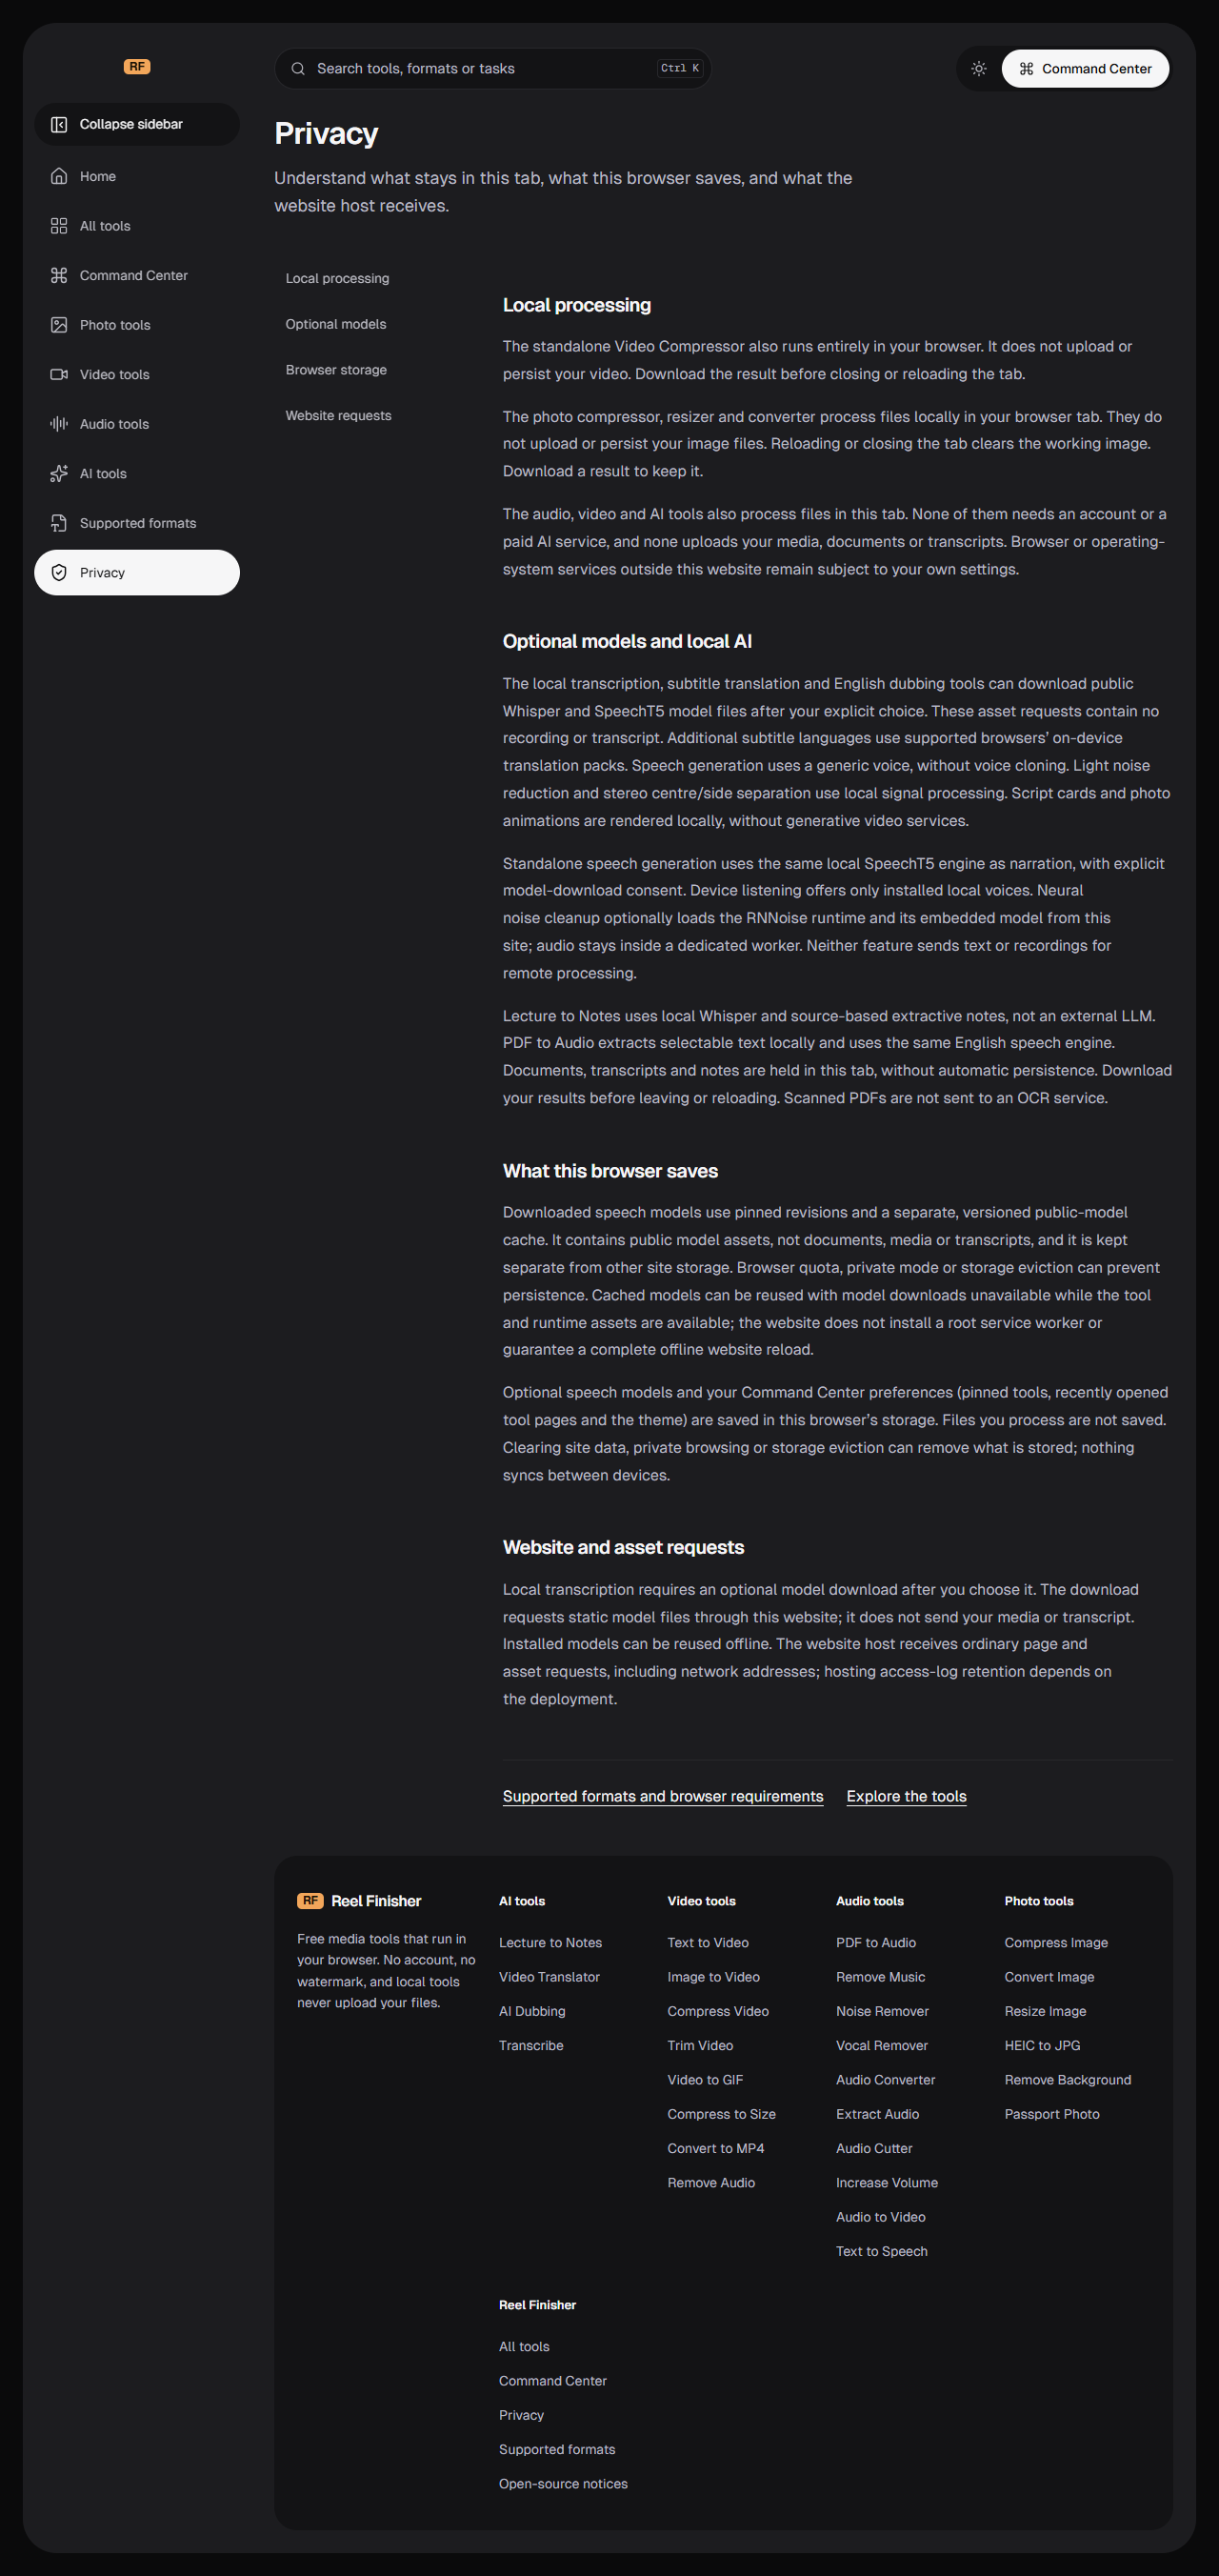 RF
Search tools, formats or tasks
Ctrl K
Command Center
Collapse sidebar
Home
All tools
Command Center
Photo tools
Video tools
Audio tools
AI tools
Supported formats
Privacy
Privacy
Understand what stays in this tab, what this browser saves, and what the
website host receives.
Local processing
Optional models
Browser storage
Website requests
Local processing
The standalone Video Compressor also runs entirely in your browser. It does not upload or
persist your video. Download the result before closing or reloading the tab.
The photo compressor, resizer and converter process files locally in your browser tab. They do
not upload or persist your image files. Reloading or closing the tab clears the working image.
Download a result to keep it.
The audio, video and AI tools also process files in this tab. None of them needs an account or a
paid AI service, and none uploads your media, documents or transcripts. Browser or operating-
system services outside this website remain subject to your own settings.
Optional models and local AI
The local transcription, subtitle translation and English dubbing tools can download public
Whisper and SpeechT5 model files after your explicit choice. These asset requests contain no
recording or transcript. Additional subtitle languages use supported browsers’ on-device
translation packs. Speech generation uses a generic voice, without voice cloning. Light noise
reduction and stereo centre/side separation use local signal processing. Script cards and photo
animations are rendered locally, without generative video services.
Standalone speech generation uses the same local SpeechT5 engine as narration, with explicit
model-download consent. Device listening offers only installed local voices. Neural
noise cleanup optionally loads the RNNoise runtime and its embedded model from this
site; audio stays inside a dedicated worker. Neither feature sends text or recordings for
remote processing.
Lecture to Notes uses local Whisper and source-based extractive notes, not an external LLM.
PDF to Audio extracts selectable text locally and uses the same English speech engine.
Documents, transcripts and notes are held in this tab, without automatic persistence. Download
your results before leaving or reloading. Scanned PDFs are not sent to an OCR service.
What this browser saves
Downloaded speech models use pinned revisions and a separate, versioned public-model
cache. It contains public model assets, not documents, media or transcripts, and it is kept
separate from other site storage. Browser quota, private mode or storage eviction can prevent
persistence. Cached models can be reused with model downloads unavailable while the tool
and runtime assets are available; the website does not install a root service worker or
guarantee a complete offline website reload.
Optional speech models and your Command Center preferences (pinned tools, recently opened
tool pages and the theme) are saved in this browser’s storage. Files you process are not saved.
Clearing site data, private browsing or storage eviction can remove what is stored; nothing
syncs between devices.
Website and asset requests
Local transcription requires an optional model download after you choose it. The download
requests static model files through this website; it does not send your media or transcript.
Installed models can be reused offline. The website host receives ordinary page and
asset requests, including network addresses; hosting access-log retention depends on
the deployment.
Supported formats and browser requirements
Explore the tools
RF Reel Finisher
Free media tools that run in
your browser. No account, no
watermark, and local tools
never upload your files.
AI tools
Lecture to Notes
Video Translator
AI Dubbing
Transcribe
Video tools
Text to Video
Image to Video
Compress Video
Trim Video
Video to GIF
Compress to Size
Convert to MP4
Remove Audio
Audio tools
PDF to Audio
Remove Music
Noise Remover
Vocal Remover
Audio Converter
Extract Audio
Audio Cutter
Increase Volume
Audio to Video
Text to Speech
Photo tools
Compress Image
Convert Image
Resize Image
HEIC to JPG
Remove Background
Passport Photo
Reel Finisher
All tools
Command Center
Privacy
Supported formats
Open-source notices